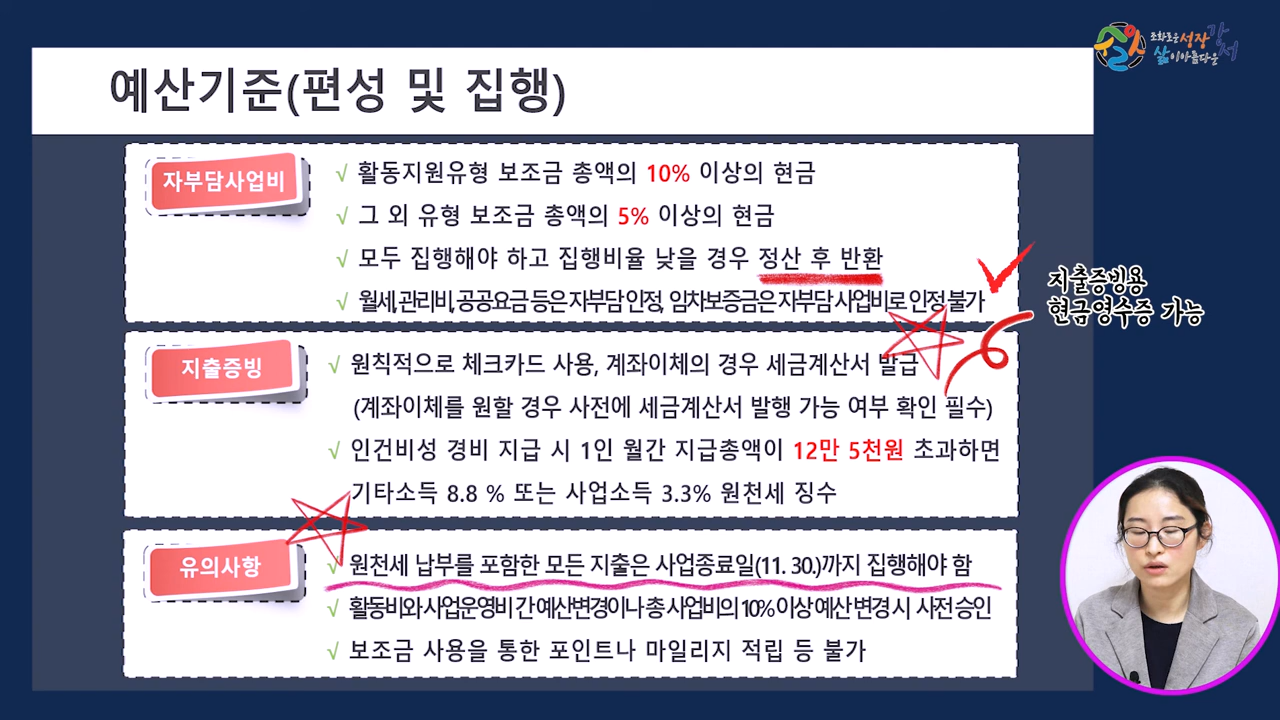 조화로운 성장 강서
삶이 아름다운
예산기준(편성 및 집행)
자부담사업비
√ 활동지원유형 보조금 총액의 10% 이상의 현금
√ 그 외 유형 보조금 총액의 5% 이상의 현금
√ 모두 집행해야 하고 집행비율 낮을 경우 정산 후 반환
√ 월세, 관리비, 공공요금 등은 자부담 인정, 임차보증금은 자부담 사업비로 인정 불가
지출증빙용
현금영수증 가능
지출증빙
√ 원칙적으로 체크카드 사용, 계좌이체의 경우 세금계산서 발급
(계좌이체를 원할 경우 사전에 세금계산서 발행 가능 여부 확인 필수)
√ 인건비성 경비 지급 시 1인 월간 지급총액이 12만 5천원 초과하면
기타소득 8.8 % 또는 사업소득 3.3% 원천세 징수
유의사항
√ 원천세 납부를 포함한 모든 지출은 사업종료일(11. 30.)까지 집행해야 함
√ 활동비와 사업운영비 간 예산변경이나 총 사업비의 10% 이상 예산 변경 시 사전 승인
√ 보조금 사용을 통한 포인트나 마일리지 적립 등 불가